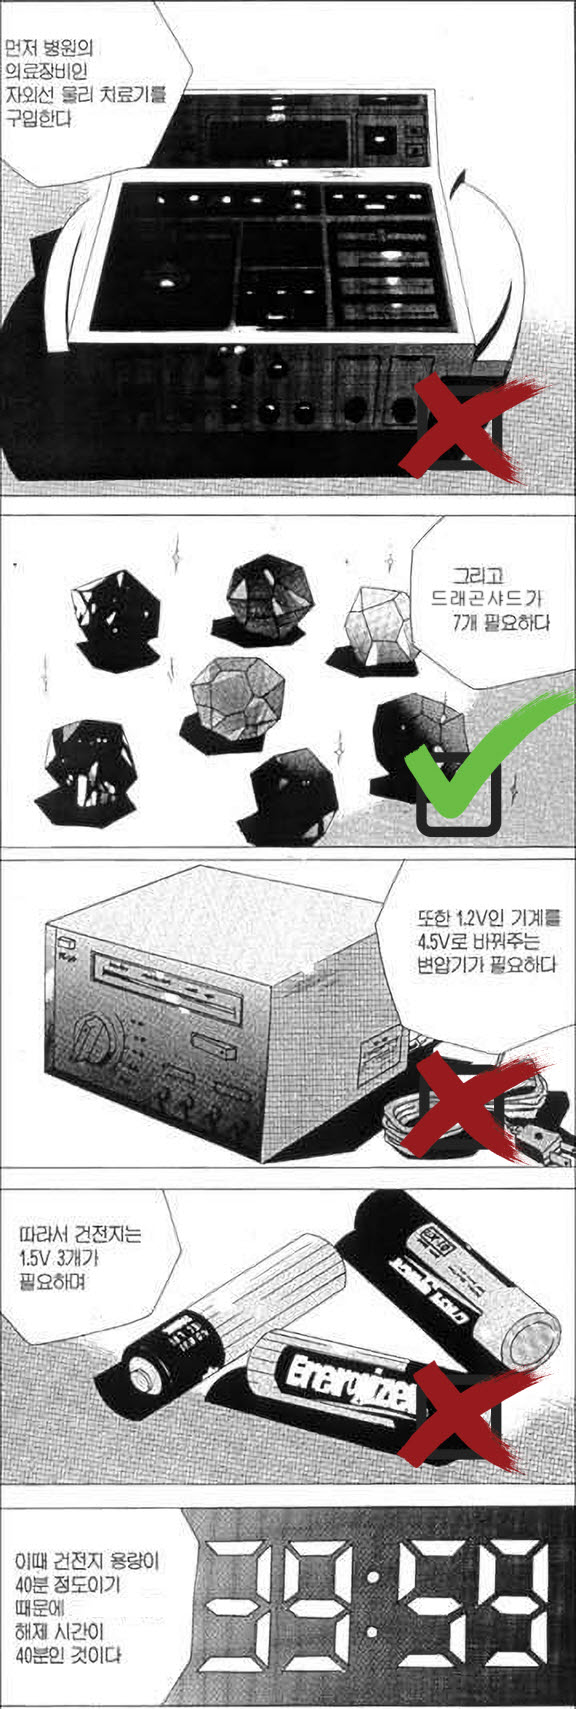 먼저 병원의
의료장비인
자외선 물리 치료기를
구입한다
그리고
드래곤샤드가
7개 필요하다
또한 1.2V인 기계를
4.5V로 바꿔주는
변압기가 필요하다
따라서 건전지는
1.5V 3개가
필요하며
Energizer
이때 건전지 용량이
40분 정도이기
때문에
해제 시간이
40분인 것이다
39:59